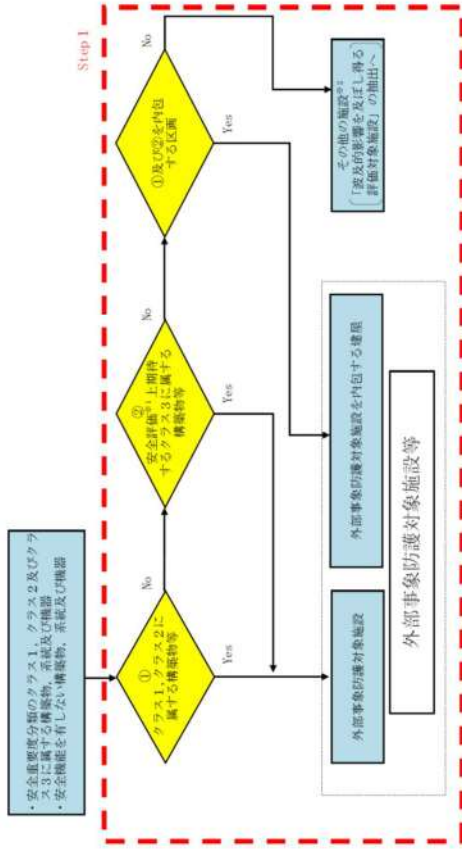 ・安全重要度分類のクラス1，クラス2及びクラ
ス3に属する構築物，系統及び機器
・安全機能を有しない構築物，系統及び機器
Step1
①
クラス1，クラス2に
属する構築物等
No
Yes
②
安全評価※1上期待
するクラス3に属する
構築物等
No
Yes
①及び②を内包
する区画
No
Yes
外部事象防護対象施設
外部事象防護対象施設を内包する建屋
外部事象防護対象施設等
その他の施設※2
「波及的影響を及ぼし得る
評価対象施設」の抽出へ